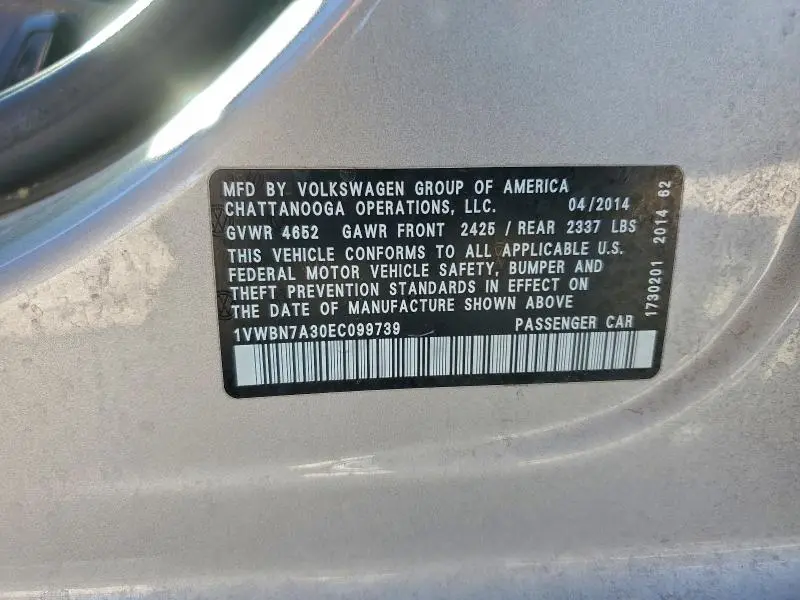 MFD BY VOLKSWAGEN GROUP OF AMERICA
CHATTANOOGA OPERATIONS, LLC. 04/2014
GVWR 4652 GAWR FRONT 2425 / REAR 2337 LBS
THIS VEHICLE CONFORMS TO ALL APPLICABLE U.S.
FEDERAL MOTOR VEHICLE SAFETY, BUMPER AND
THEFT PREVENTION STANDARDS IN EFFECT ON
THE DATE OF MANUFACTURE SHOWN ABOVE
1VWBN7A30EC099739 PASSENGER CAR
1730201 2014 62